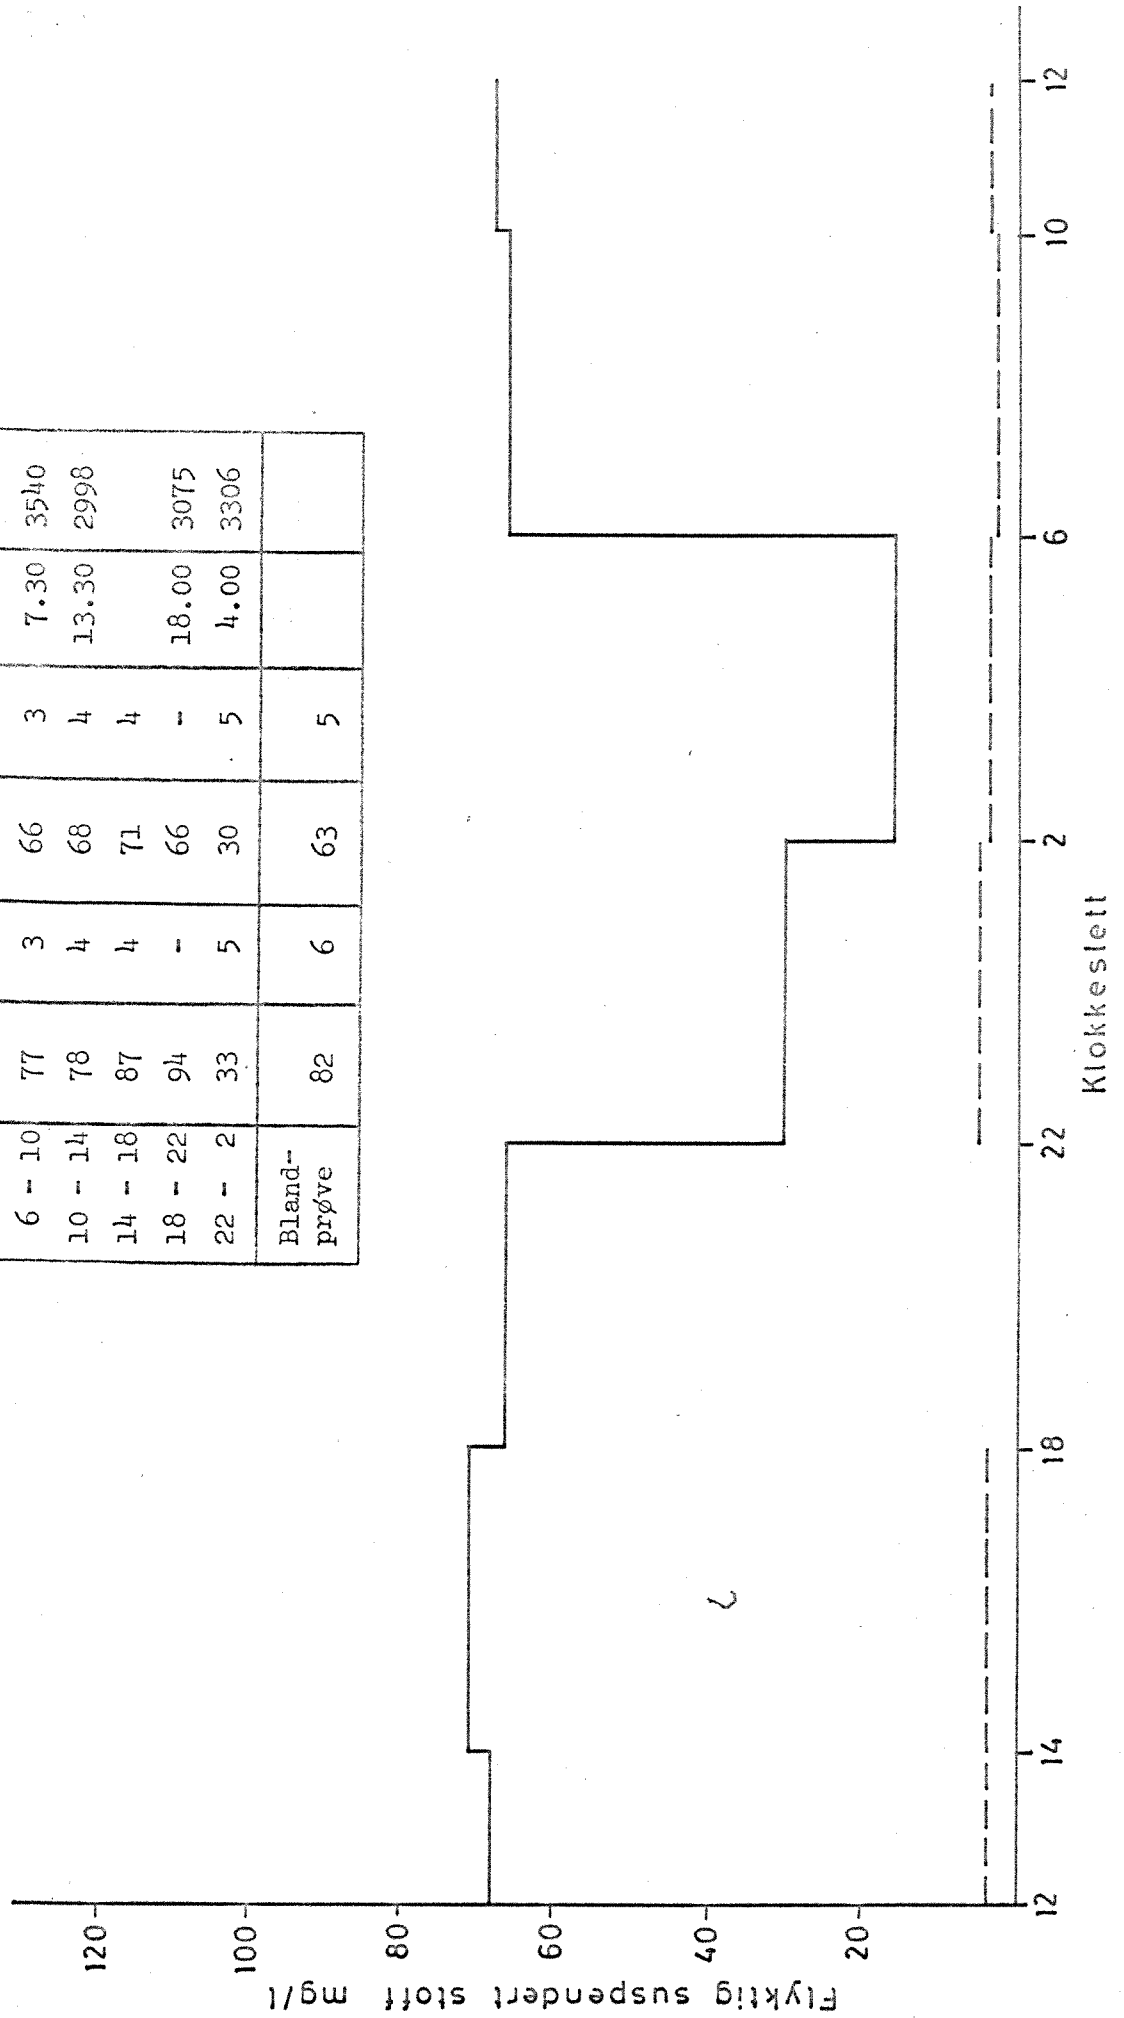 6 - 10 77 3 66 3 7.30 3540
10 - 14 78 4 68 4 13.30 2998
14 - 18 87 4 71 4
18 - 22 94 - 66 - 18.00 3075
22 - 2 33 5 30 5 4.00 3306
Bland-
prøve 82 6 63 5
Flyktig suspendert stoff mg/l
120
100
80
60
40
20
12 14 18 22 2 6 10 12
Klokkeslett